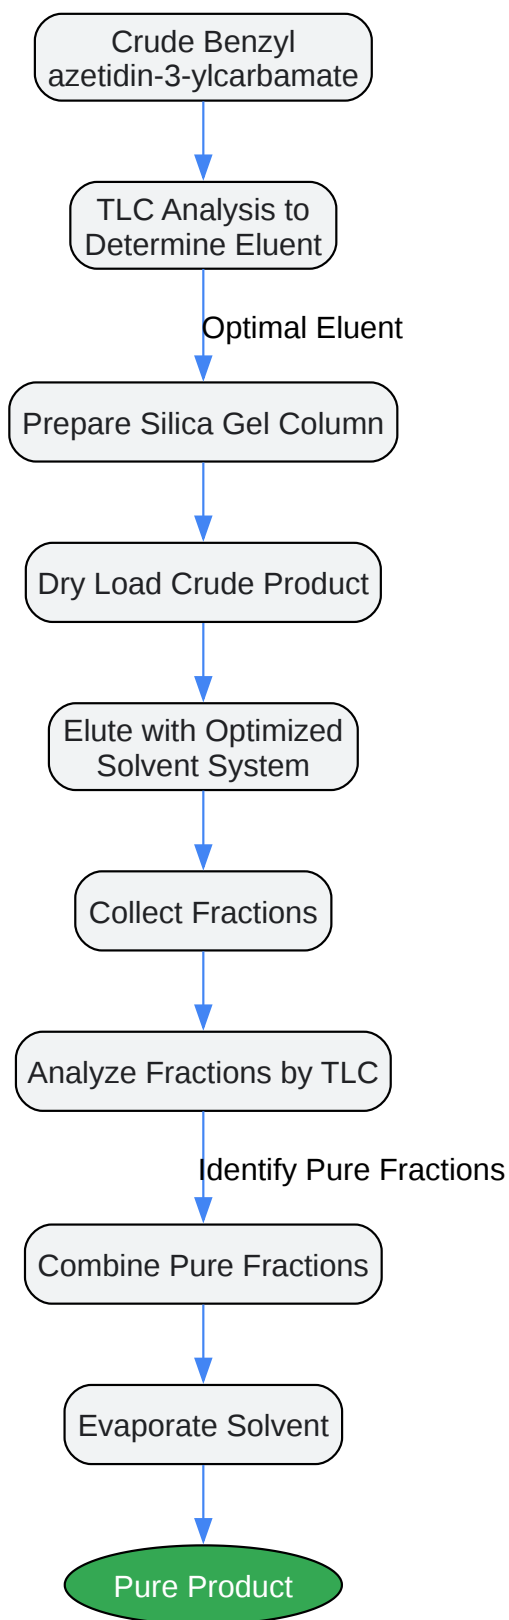 Crude Benzyl
azetidin-3-ylcarbamate
TLC Analysis to
Determine Eluent
Optimal Eluent
Prepare Silica Gel Column
Dry Load Crude Product
Elute with Optimized
Solvent System
Collect Fractions
Analyze Fractions by TLC
Identify Pure Fractions
Combine Pure Fractions
Evaporate Solvent
Pure Product